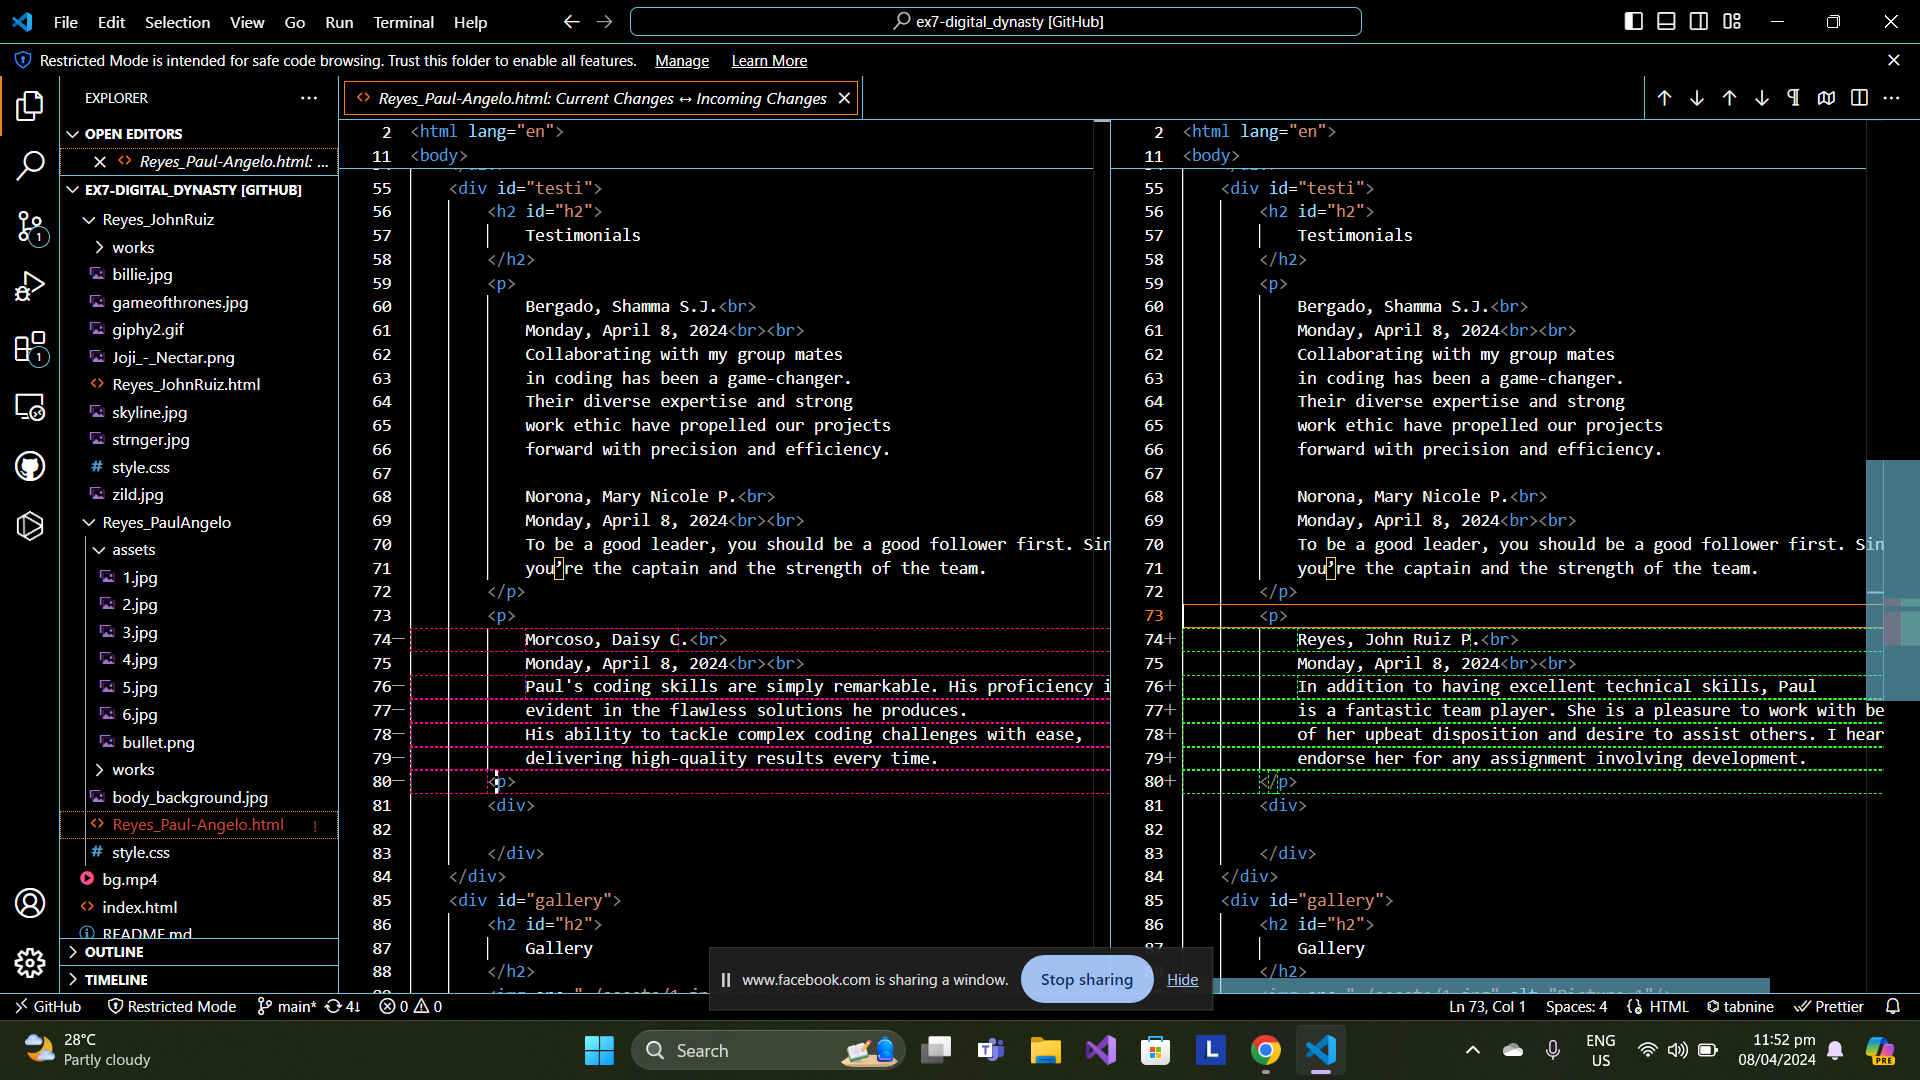 File Edit Selection View Go Run Terminal Help
ex7-digital_dynasty [GitHub]
Restricted Mode is intended for safe code browsing. Trust this folder to enable all features. Manage Learn More
EXPLORER
Reyes_Paul-Angelo.html: Current Changes ↔ Incoming Changes
OPEN EDITORS
Reyes_Paul-Angelo.html: ...
EX7-DIGITAL_DYNASTY [GITHUB]
Reyes_JohnRuiz
works
billie.jpg
gameofthrones.jpg
giphy2.gif
Joji_-_Nectar.png
Reyes_JohnRuiz.html
skyline.jpg
strnger.jpg
style.css
zild.jpg
Reyes_PaulAngelo
assets
1.jpg
2.jpg
3.jpg
4.jpg
5.jpg
6.jpg
bullet.png
works
body_background.jpg
Reyes_Paul-Angelo.html !
style.css
bg.mp4
index.html
README.md
OUTLINE
TIMELINE
1
1
2 <html lang="en">
11 <body>
55 <div id="testi">
56 <h2 id="h2">
57 Testimonials
58 </h2>
59 <p>
60 Bergado, Shamma S.J.<br>
61 Monday, April 8, 2024<br><br>
62 Collaborating with my group mates
63 in coding has been a game-changer.
64 Their diverse expertise and strong
65 work ethic have propelled our projects
66 forward with precision and efficiency.
67
68 Norona, Mary Nicole P.<br>
69 Monday, April 8, 2024<br><br>
70 To be a good leader, you should be a good follower first. Sin
71 you’re the captain and the strength of the team.
72 </p>
73 <p>
74— Morcoso, Daisy C.<br>
75 Monday, April 8, 2024<br><br>
76— Paul's coding skills are simply remarkable. His proficiency i
77— evident in the flawless solutions he produces.
78— His ability to tackle complex coding challenges with ease,
79— delivering high-quality results every time.
80— <p>
81 <div>
82
83 </div>
84 </div>
85 <div id="gallery">
86 <h2 id="h2">
87 Gallery
88 </h2>
2 <html lang="en">
11 <body>
55 <div id="testi">
56 <h2 id="h2">
57 Testimonials
58 </h2>
59 <p>
60 Bergado, Shamma S.J.<br>
61 Monday, April 8, 2024<br><br>
62 Collaborating with my group mates
63 in coding has been a game-changer.
64 Their diverse expertise and strong
65 work ethic have propelled our projects
66 forward with precision and efficiency.
67
68 Norona, Mary Nicole P.<br>
69 Monday, April 8, 2024<br><br>
70 To be a good leader, you should be a good follower first. Sin
71 you’re the captain and the strength of the team.
72 </p>
73 <p>
74+ Reyes, John Ruiz P.<br>
75 Monday, April 8, 2024<br><br>
76+ In addition to having excellent technical skills, Paul
77+ is a fantastic team player. She is a pleasure to work with be
78+ of her upbeat disposition and desire to assist others. I hear
79+ endorse her for any assignment involving development.
80+ </p>
81 <div>
82
83 </div>
84 </div>
85 <div id="gallery">
86 <h2 id="h2">
87 Gallery
</h2>
www.facebook.com is sharing a window. Stop sharing Hide
GitHub Restricted Mode main* 4↓ 0 0 Ln 73, Col 1 Spaces: 4 HTML tabnine Prettier
28°C
Partly cloudy
Search
ENG
US
11:52 pm
08/04/2024
PRE